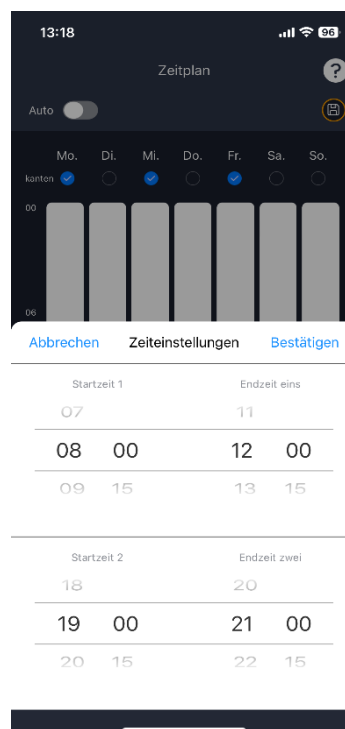 13:18 96
Zeitplan ?
Auto
Mo. Di. Mi. Do. Fr. Sa. So.
kanten
00
06
Abbrechen Zeiteinstellungen Bestätigen
Startzeit 1 Endzeit eins
07 11
08 00 12 00
09 15 13 15
Startzeit 2 Endzeit zwei
18 20
19 00 21 00
20 15 22 15